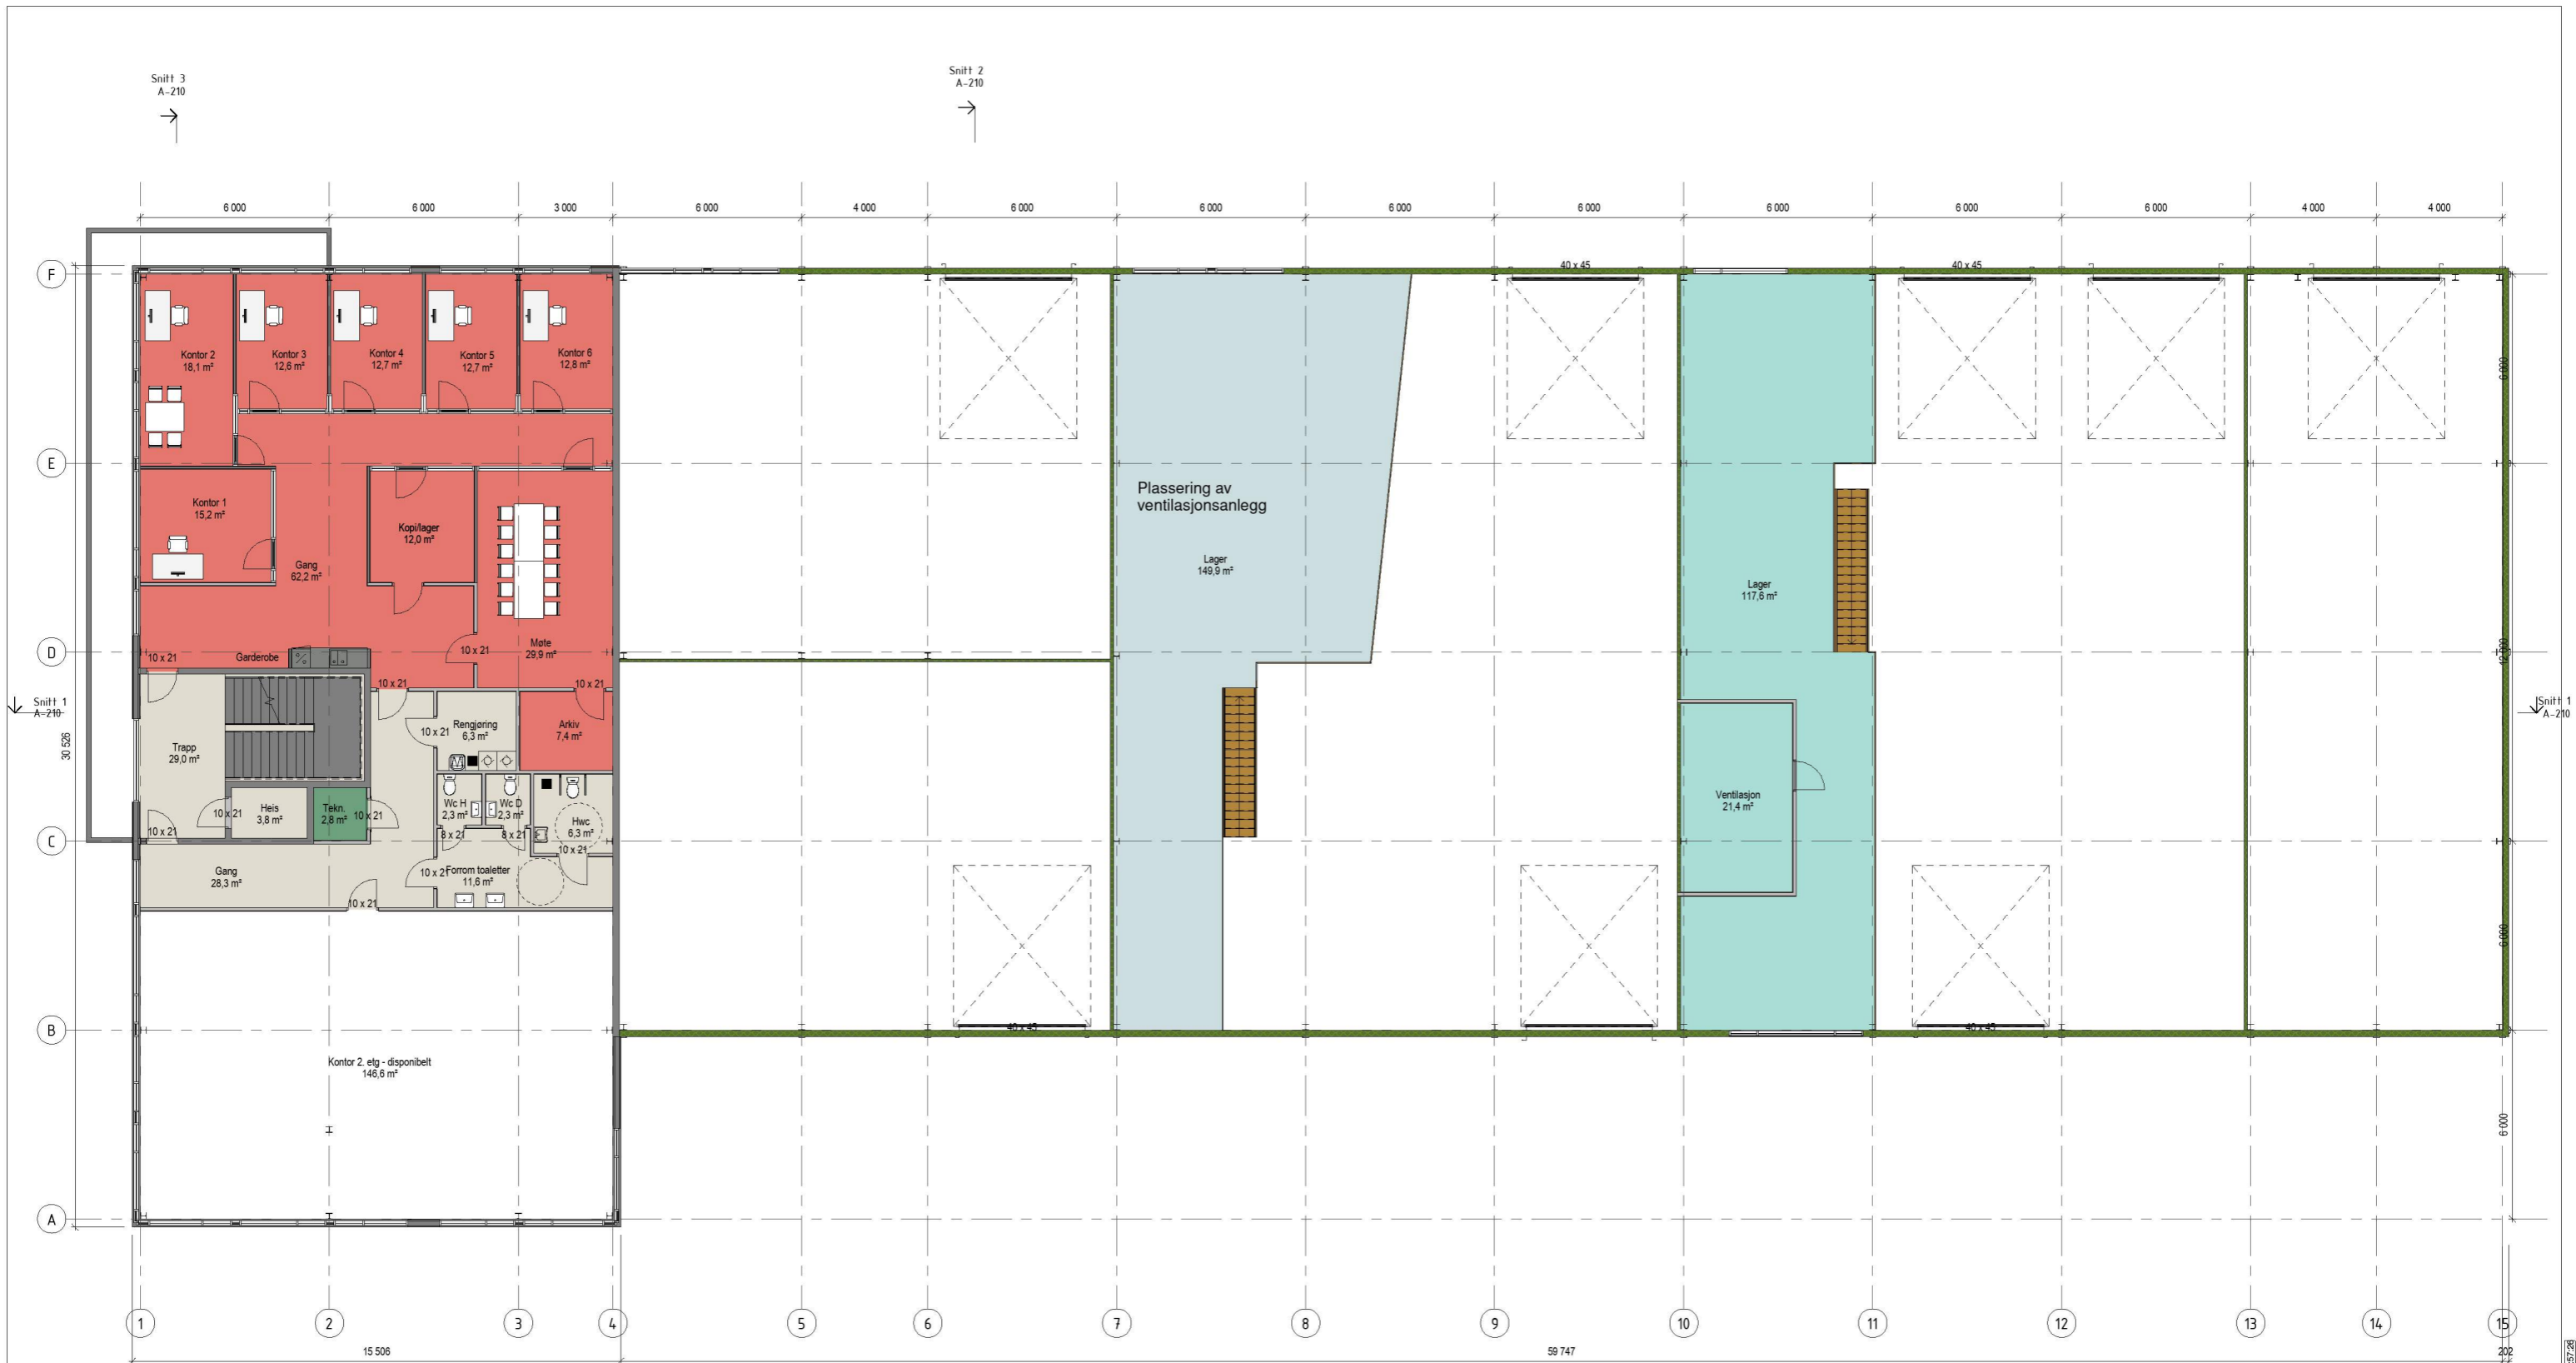 Snitt 3
A-210
Snitt 2
A-210
6 000
6 000
3 000
6 000
4 000
6 000
6 000
6 000
6 000
6 000
6 000
6 000
4 000
4 000
F
40 x 45
40 x 45
Kontor 2
18,1 m²
Kontor 3
12,6 m²
Kontor 4
12,7 m²
Kontor 5
12,7 m²
Kontor 6
12,8 m²
6 000
E
Kontor 1
15,2 m²
Kopi/lager
12,0 m²
Gang
62,2 m²
Plassering av
ventilasjonsanlegg
Lager
149,9 m²
Lager
117,6 m²
D
10 x 21
Garderobe
10 x 21
Møte
29,9 m²
12 000
10 x 21
10 x 21
Snitt 1
A-210
Snitt 1
A-210
30 526
Trapp
29,0 m²
10 x 21
Rengjøring
6,3 m²
Arkiv
7,4 m²
Heis
3,8 m²
10 x 21
Tekn.
2,8 m²
10 x 21
Wc H
2,3 m²
Wc D
2,3 m²
Hwc
6,3 m²
Ventilasjon
21,4 m²
10 x 21
8 x 21
8 x 21
10 x 21
C
Gang
28,3 m²
10 x 21
Forrom toaletter
11,6 m²
10 x 21
6 000
B
40 x 45
40 x 45
Kontor 2. etg - disponibelt
146,6 m²
6 000
A
1
2
3
4
5
6
7
8
9
10
11
12
13
14
15
15 506
59 747
202
57:26